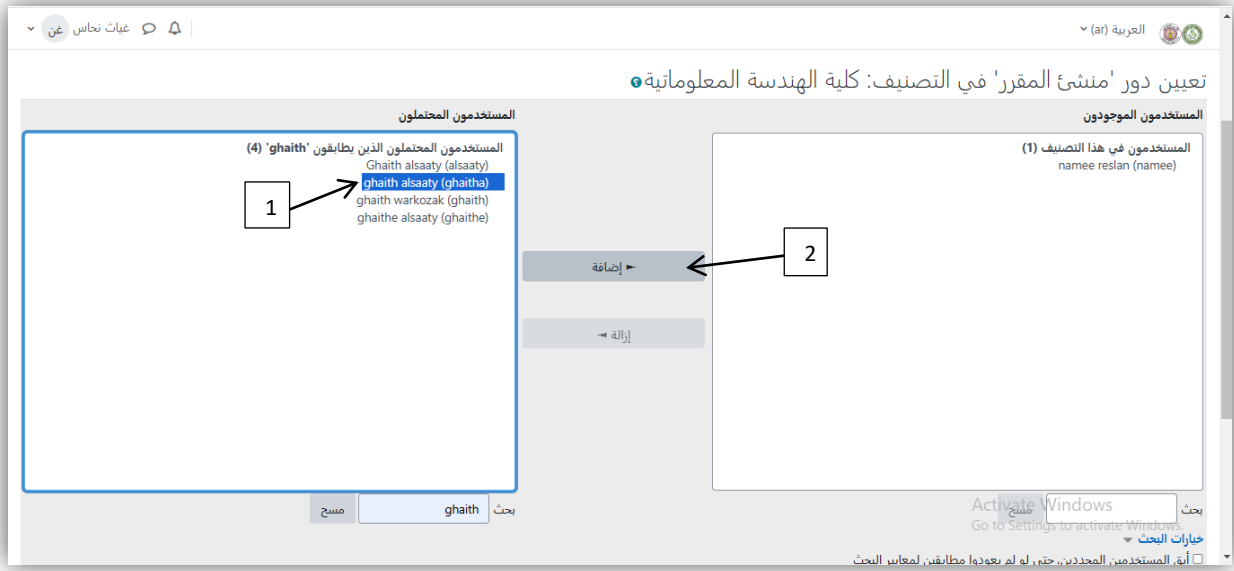 العربية (ar)
غياث نحاس
غن
تعيين دور 'منشئ المقرر' في التصنيف: كلية الهندسة المعلوماتية
المستخدمون الموجودون
المستخدمون في هذا التصنيف (1)
namee reslan (namee)
2
◄ إضافة
إزالة ►
المستخدمون المحتملون
المستخدمون المحتملون الذين يطابقون 'ghaith' (4)
Ghaith alsaaty (alsaaty)
ghaith alsaaty (ghaitha)
ghaith warkozak (ghaith)
ghaithe alsaaty (ghaithe)
1
بحث
مسح
بحث ghaith
مسح
Activate Windows
Go to Settings to activate Windows.
خيارات البحث
أبق المستخدمين المحددين، حتى لو لم يعودوا مطابقين لمعايير البحث